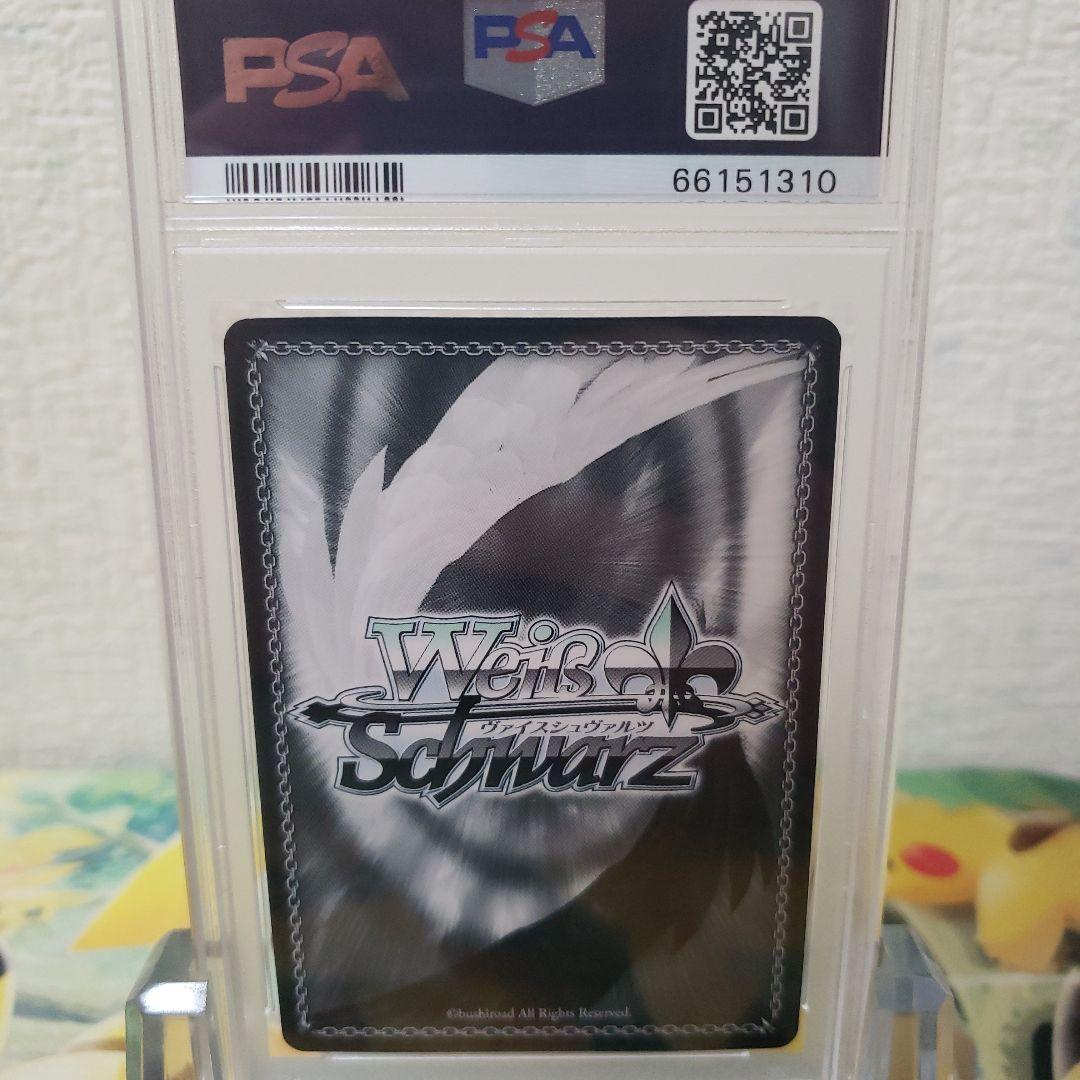 PSA
PSA
66151310
Weiß
ヴァイスシュヴァルツ
Schwarz
©bushiroad All Rights Reserved.